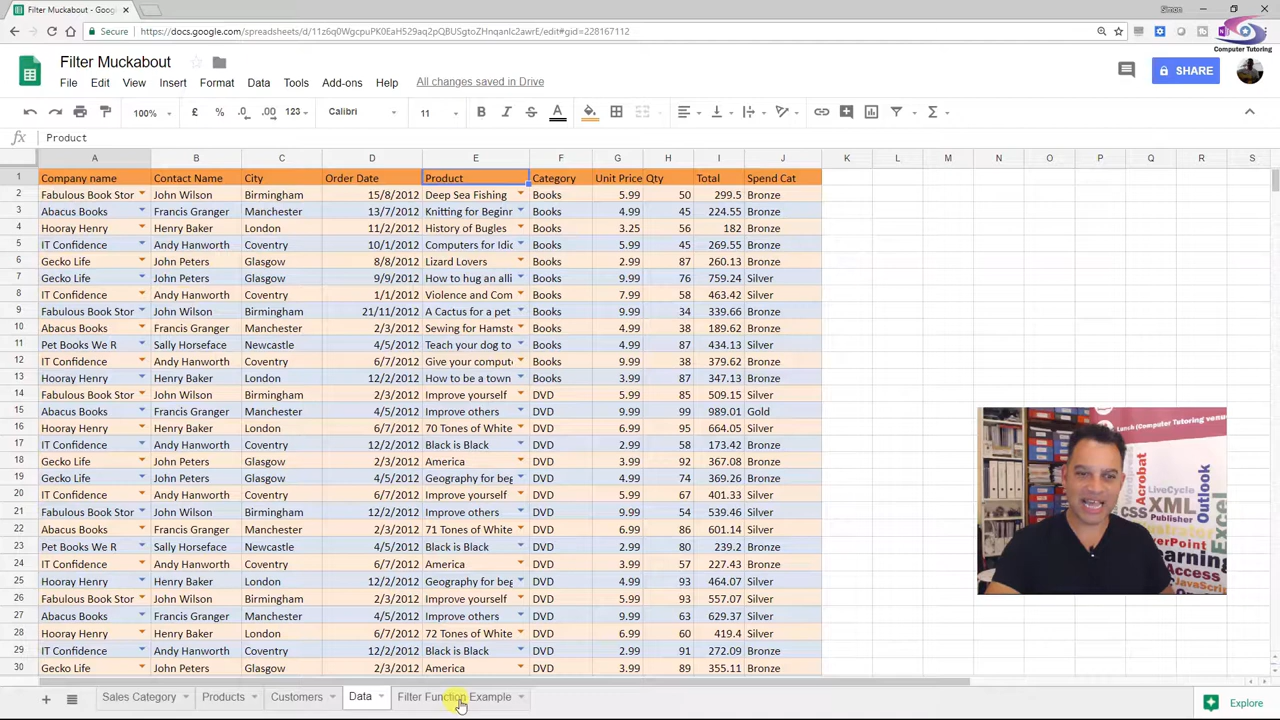 Filter Muckabout - Goog
Simon
Secure https://docs.google.com/spreadsheets/d/11z6q0WgcpuPK0EaH529aq2pQBUSgtoZHnqanlc2awrE/edit#gid=228167112
Computer Tutoring
Filter Muckabout
File Edit View Insert Format Data Tools Add-ons Help All changes saved in Drive
SHARE
100% £ % .0 .00 123 Calibri 11 B I S A Σ
fx Product
A B C D E F G H I J K L M N O P Q R S
1 Company name Contact Name City Order Date Product Category Unit Price Qty Total Spend Cat
2 Fabulous Book Stor John Wilson Birmingham 15/8/2012 Deep Sea Fishing Books 5.99 50 299.5 Bronze
3 Abacus Books Francis Granger Manchester 13/7/2012 Knitting for Beginr Books 4.99 45 224.55 Bronze
4 Hooray Henry Henry Baker London 11/2/2012 History of Bugles Books 3.25 56 182 Bronze
5 IT Confidence Andy Hanworth Coventry 10/1/2012 Computers for Idic Books 5.99 45 269.55 Bronze
6 Gecko Life John Peters Glasgow 8/8/2012 Lizard Lovers Books 2.99 87 260.13 Bronze
7 Gecko Life John Peters Glasgow 9/9/2012 How to hug an alli Books 9.99 76 759.24 Silver
8 IT Confidence Andy Hanworth Coventry 1/1/2012 Violence and Com Books 7.99 58 463.42 Silver
9 Fabulous Book Stor John Wilson Birmingham 21/11/2012 A Cactus for a pet Books 9.99 34 339.66 Bronze
10 Abacus Books Francis Granger Manchester 2/3/2012 Sewing for Hamste Books 4.99 38 189.62 Bronze
11 Pet Books We R Sally Horseface Newcastle 4/5/2012 Teach your dog to Books 4.99 87 434.13 Silver
12 IT Confidence Andy Hanworth Coventry 6/7/2012 Give your comput Books 9.99 38 379.62 Bronze
13 Hooray Henry Henry Baker London 12/2/2012 How to be a town Books 3.99 87 347.13 Bronze
14 Fabulous Book Stor John Wilson Birmingham 2/3/2012 Improve yourself DVD 5.99 85 509.15 Silver
15 Abacus Books Francis Granger Manchester 4/5/2012 Improve others DVD 9.99 99 989.01 Gold
16 Hooray Henry Henry Baker London 6/7/2012 70 Tones of White DVD 6.99 95 664.05 Silver
17 IT Confidence Andy Hanworth Coventry 12/2/2012 Black is Black DVD 2.99 58 173.42 Bronze
18 Gecko Life John Peters Glasgow 2/3/2012 America DVD 3.99 92 367.08 Bronze
19 Gecko Life John Peters Glasgow 4/5/2012 Geography for beg DVD 4.99 74 369.26 Bronze
20 IT Confidence Andy Hanworth Coventry 6/7/2012 Improve yourself DVD 5.99 67 401.33 Silver
21 Fabulous Book Stor John Wilson Birmingham 12/2/2012 Improve others DVD 9.99 54 539.46 Silver
22 Abacus Books Francis Granger Manchester 2/3/2012 71 Tones of White DVD 6.99 86 601.14 Silver
23 Pet Books We R Sally Horseface Newcastle 4/5/2012 Black is Black DVD 2.99 80 239.2 Bronze
24 IT Confidence Andy Hanworth Coventry 6/7/2012 America DVD 3.99 57 227.43 Bronze
25 Hooray Henry Henry Baker London 12/2/2012 Geography for beg DVD 4.99 93 464.07 Silver
26 Fabulous Book Stor John Wilson Birmingham 2/3/2012 Improve yourself DVD 5.99 93 557.07 Silver
27 Abacus Books Francis Granger Manchester 4/5/2012 Improve others DVD 9.99 63 629.37 Silver
28 Hooray Henry Henry Baker London 6/7/2012 72 Tones of White DVD 6.99 60 419.4 Silver
29 IT Confidence Andy Hanworth Coventry 12/2/2012 Black is Black DVD 2.99 91 272.09 Bronze
30 Gecko Life John Peters Glasgow 2/3/2012 America DVD 3.99 89 355.11 Bronze
Lunch (Computer Tutoring venue
Acrobat
Outlook
LiveCycle
CSS XML
Publisher
Excel
PowerPoint
Learning
Access
JavaScri
Sales Category Products Customers Data Filter Function Example Explore